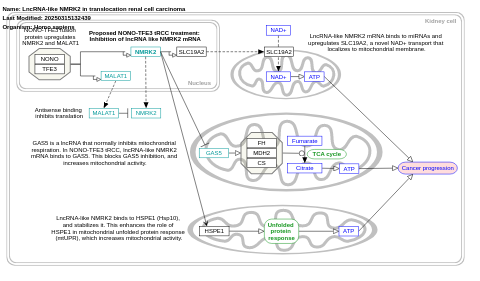 Name: LncRNA-like NMRK2 in translocation renal cell carcinoma
Last Modified: 20250315132439
Organism: Homo sapiens
Kidney cell
NONO-TFE3 fusion
protein upregulates
NMRK2 and MALAT1
Proposed NONO-TFE3 tRCC treatment:
Inhibition of lncRNA-like NMRK2 mRNA
NONO
TFE3
NMRK2
SLC19A2
MALAT1
Nucleus
NAD+
SLC19A2
NAD+
ATP
LncRNA-like NMRK2 mRNA binds to miRNAs and
upregulates SLC19A2, a novel NAD+ transport that
localizes to mitochondrial membrane.
Antisense binding
inhibits translation
MALAT1
NMRK2
GAS5 is a lncRNA that normally inhibits mitochondrial
respiration. In NONO-TFE3 tRCC, lncRNA-like NMRK2
mRNA binds to GAS5. This blocks GAS5 inhibition, and
increases mitochondrial activity.
GAS5
FH
MDH2
CS
Fumarate
TCA cycle
Citrate
ATP
Cancer progression
LncRNA-like NMRK2 binds to HSPE1 (Hsp10),
and stabilizes it. This enhances the role of
HSPE1 in mitochondrial unfolded protein response
(mtUPR), which increases mitochondrial activity.
HSPE1
Unfolded
protein
response
ATP